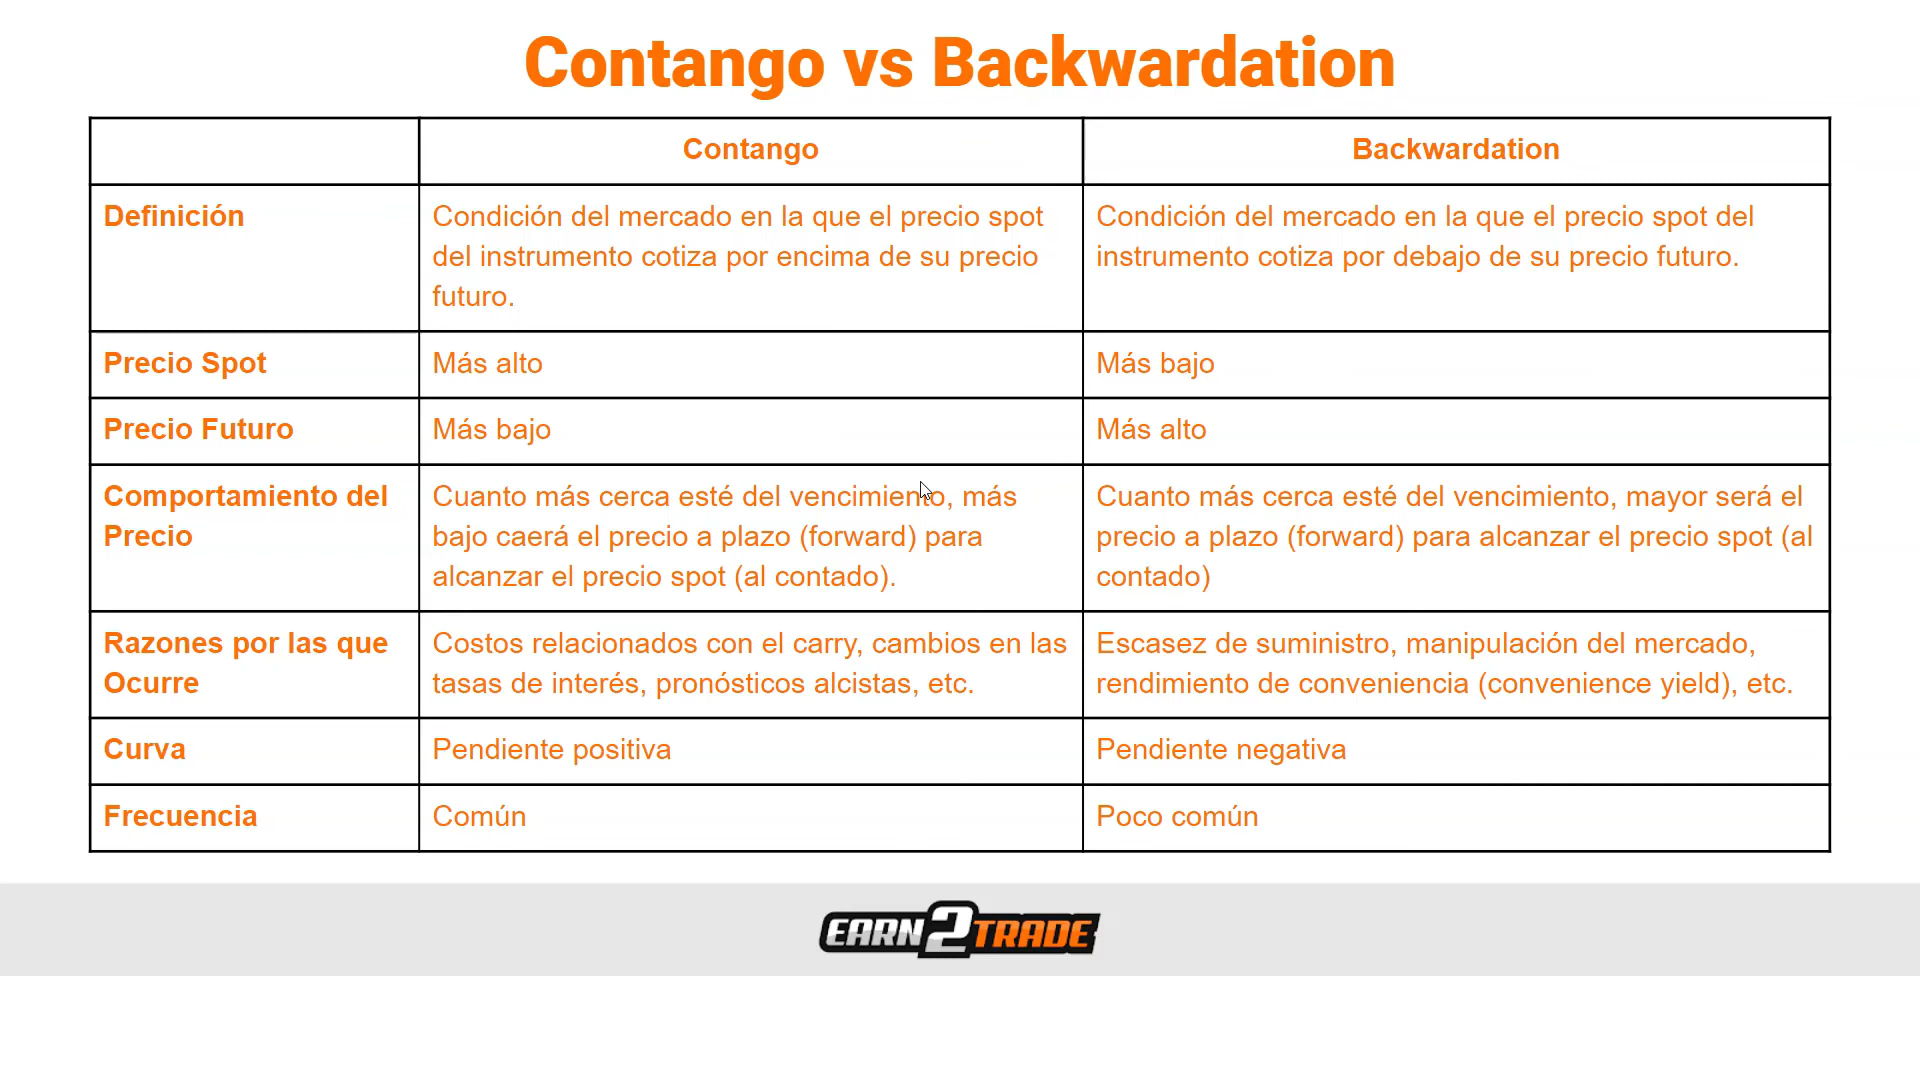 Contango vs Backwardation
Contango
Backwardation
Definición
Condición del mercado en la que el precio spot
del instrumento cotiza por encima de su precio
futuro.
Condición del mercado en la que el precio spot del
instrumento cotiza por debajo de su precio futuro.
Precio Spot
Más alto
Más bajo
Precio Futuro
Más bajo
Más alto
Comportamiento del
Precio
Cuanto más cerca esté del vencimiento, más
bajo caerá el precio a plazo (forward) para
alcanzar el precio spot (al contado).
Cuanto más cerca esté del vencimiento, mayor será el
precio a plazo (forward) para alcanzar el precio spot (al
contado)
Razones por las que
Ocurre
Costos relacionados con el carry, cambios en las
tasas de interés, pronósticos alcistas, etc.
Escasez de suministro, manipulación del mercado,
rendimiento de conveniencia (convenience yield), etc.
Curva
Pendiente positiva
Pendiente negativa
Frecuencia
Común
Poco común
EARN2TRADE